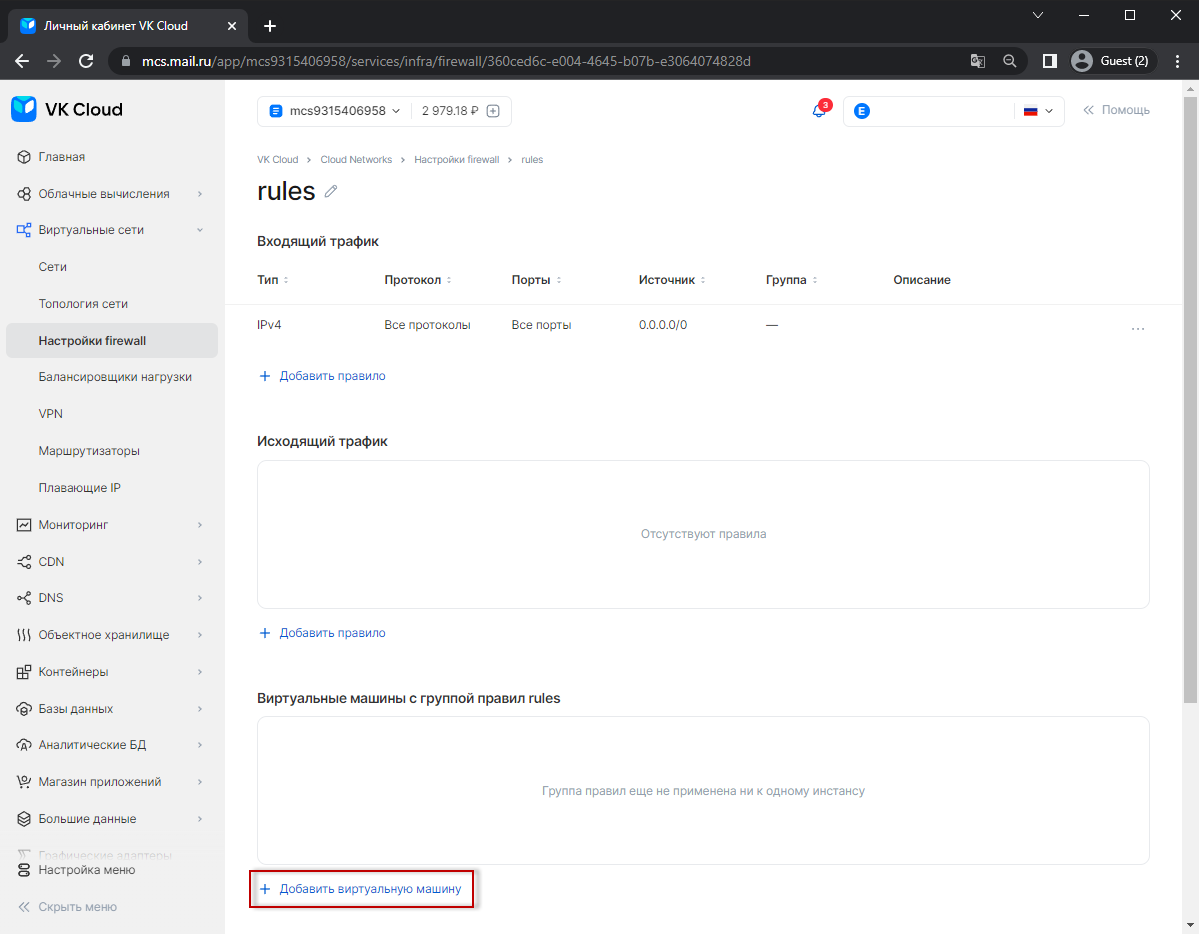 Личный кабинет VK Cloud
mcs.mail.ru/app/mcs9315406958/services/infra/firewall/360ced6c-e004-4645-b07b-e3064074828d
Guest (2)
VK Cloud
Главная
Облачные вычисления
Виртуальные сети
Сети
Топология сети
Настройки firewall
Балансировщики нагрузки
VPN
Маршрутизаторы
Плавающие IP
Мониторинг
CDN
DNS
Объектное хранилище
Контейнеры
Базы данных
Аналитические БД
Магазин приложений
Большие данные
Графические адаптеры
Настройка меню
Скрыть меню
mcs9315406958 2 979.18 ₽
3
E
Помощь
VK Cloud Cloud Networks Настройки firewall rules
rules
Входящий трафик
Тип Протокол Порты Источник Группа Описание
IPv4 Все протоколы Все порты 0.0.0.0/0 —
Добавить правило
Исходящий трафик
Отсутствуют правила
Добавить правило
Виртуальные машины с группой правил rules
Группа правил еще не применена ни к одному инстансу
Добавить виртуальную машину